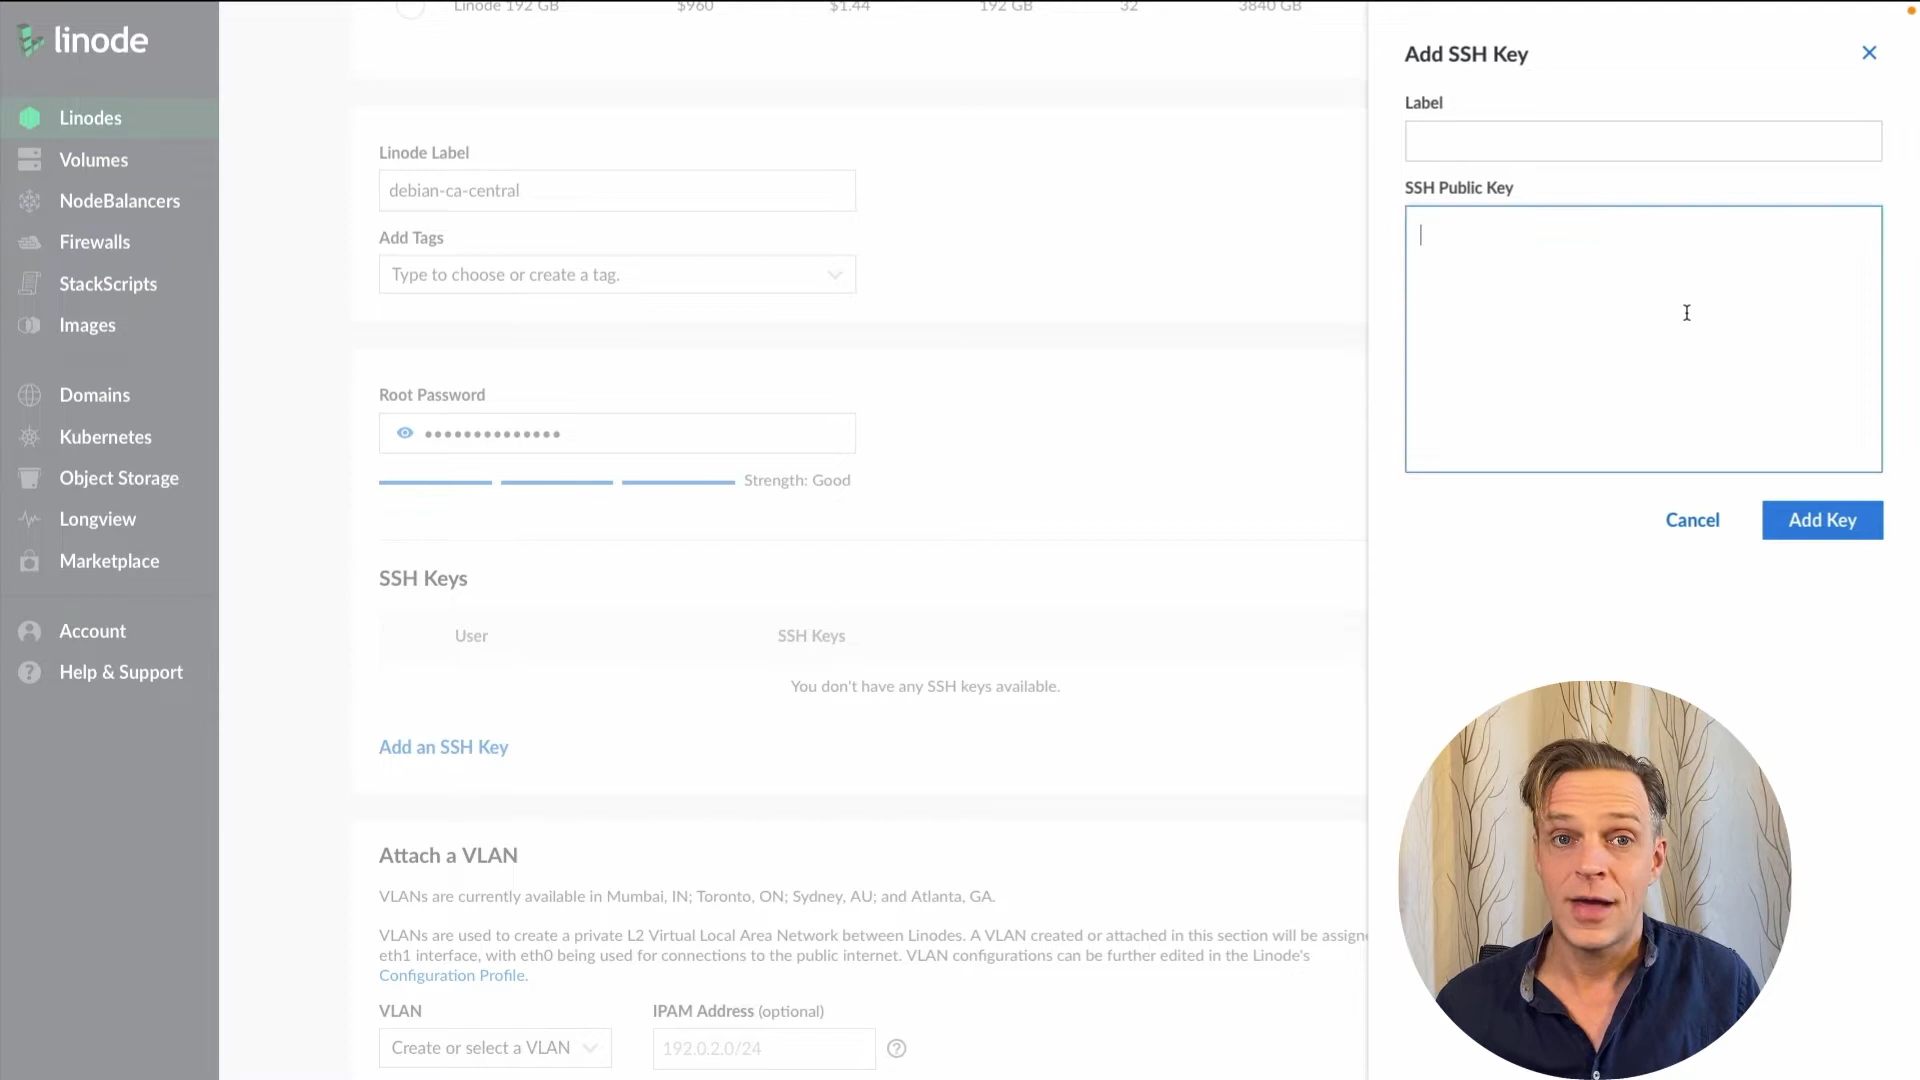 Linode 192 GB $960 $1.44 192 GB 32 3840 GB
linode
Linodes
Volumes
NodeBalancers
Firewalls
StackScripts
Images
Domains
Kubernetes
Object Storage
Longview
Marketplace
Account
Help & Support
Linode Label
debian-ca-central
Add Tags
Type to choose or create a tag.
Root Password
••••••••••••••
Strength: Good
SSH Keys
User SSH Keys
You don't have any SSH keys available.
Add an SSH Key
Attach a VLAN
VLANs are currently available in Mumbai, IN; Toronto, ON; Sydney, AU; and Atlanta, GA.
VLANs are used to create a private L2 Virtual Local Area Network between Linodes. A VLAN created or attached in this section will be assigne
eth1 interface, with eth0 being used for connections to the public internet. VLAN configurations can be further edited in the Linode's
Configuration Profile.
VLAN IPAM Address (optional)
Create or select a VLAN 192.0.2.0/24
Add SSH Key
Label
SSH Public Key
Cancel Add Key